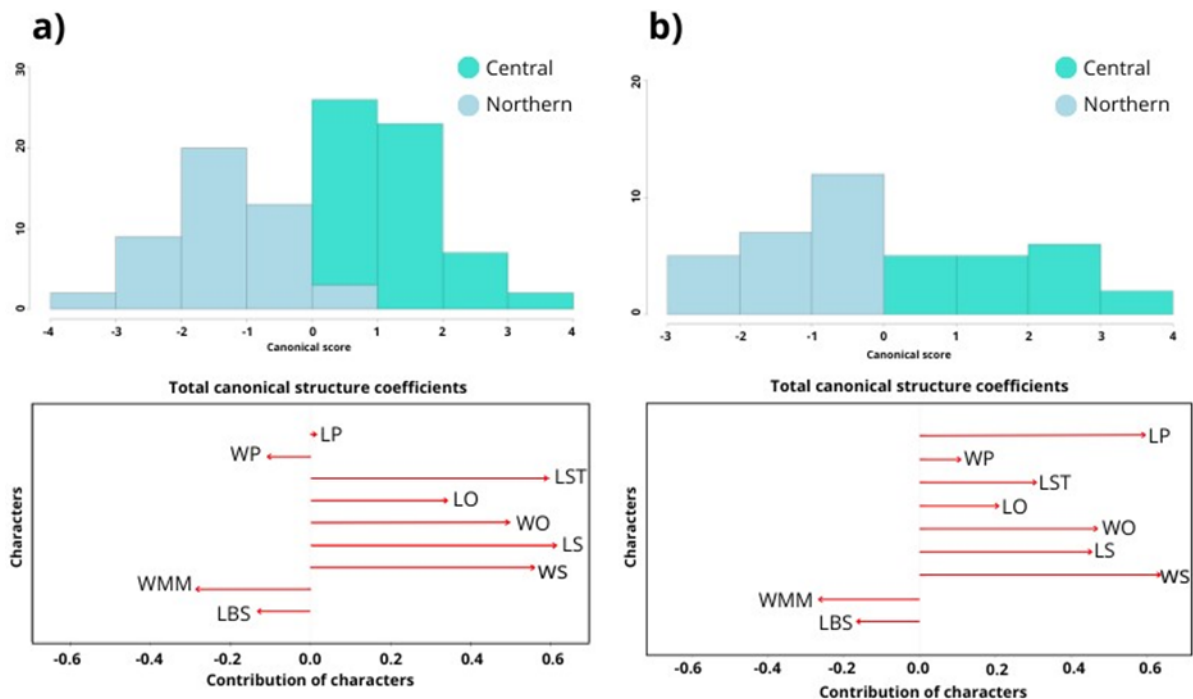 a)
Central
Northern
30
20
10
0
-4 -3 -2 -1 0 1 2 3 4
Canonical score
Total canonical structure coefficients
LP
WP
LST
LO
WO
LS
WS
WMM
LBS
Characters
-0.6 -0.4 -0.2 0.0 0.2 0.4 0.6
Contribution of characters
b)
Central
Northern
20
10
0
-3 -2 -1 0 1 2 3 4
Canonical score
Total canonical structure coefficients
LP
WP
LST
LO
WO
LS
WS
WMM
LBS
Characters
-0.6 -0.4 -0.2 0.0 0.2 0.4 0.6
Contribution of characters